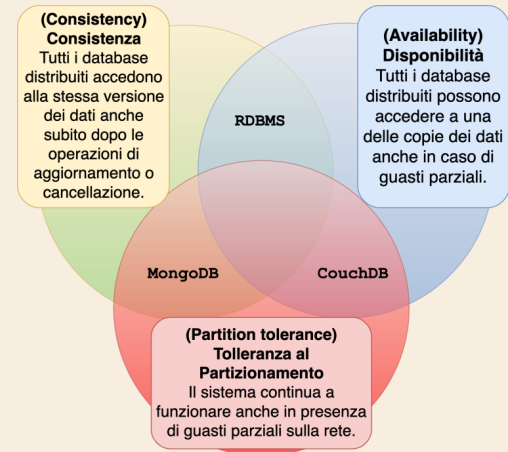 (Consistency)
Consistenza
Tutti i database
distribuiti accedono
alla stessa versione
dei dati anche
subito dopo le
operazioni di
aggiornamento o
cancellazione.
(Availability)
Disponibilità
Tutti i database
distribuiti possono
accedere a una
delle copie dei dati
anche in caso di
guasti parziali.
RDBMS
MongoDB
CouchDB
(Partition tolerance)
Tolleranza al
Partizionamento
Il sistema continua a
funzionare anche in presenza
di guasti parziali sulla rete.